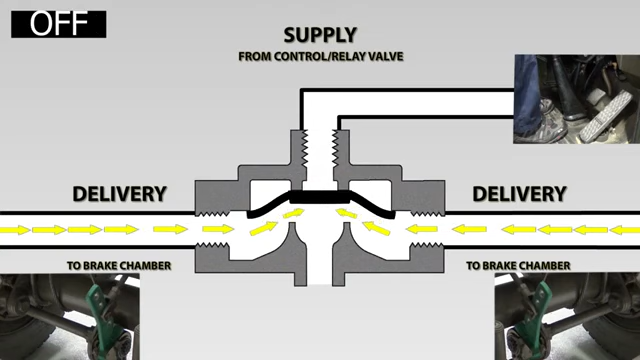 OFF
SUPPLY
FROM CONTROL/RELAY VALVE
DELIVERY
DELIVERY
TO BRAKE CHAMBER
TO BRAKE CHAMBER